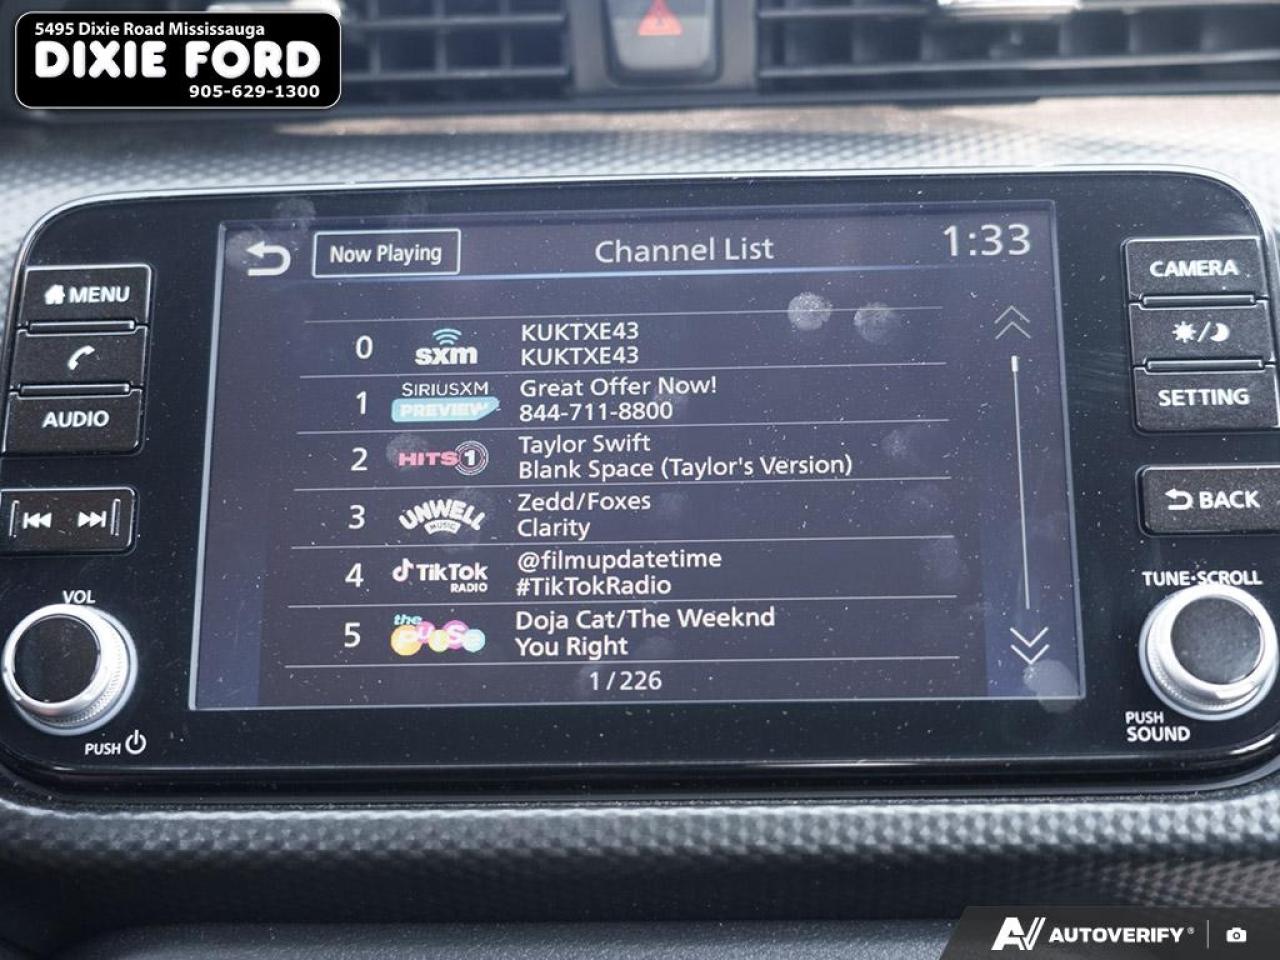 5495 Dixie Road Mississauga
DIXIE FORD
905-629-1300
Now Playing
Channel List
1:33
MENU
AUDIO
VOL
PUSH
0 sxm KUKTXE43
KUKTXE43
1 SIRIUSXM PREVIEW Great Offer Now!
844-711-8800
2 HITS 1 Taylor Swift
Blank Space (Taylor's Version)
3 UNWELL MUSIC Zedd/Foxes
Clarity
4 TikTok RADIO @filmupdatetime
#TikTokRadio
5 the pulse Doja Cat/The Weeknd
You Right
1/226
CAMERA
SETTING
BACK
TUNE·SCROLL
PUSH
SOUND
AUTOVERIFY